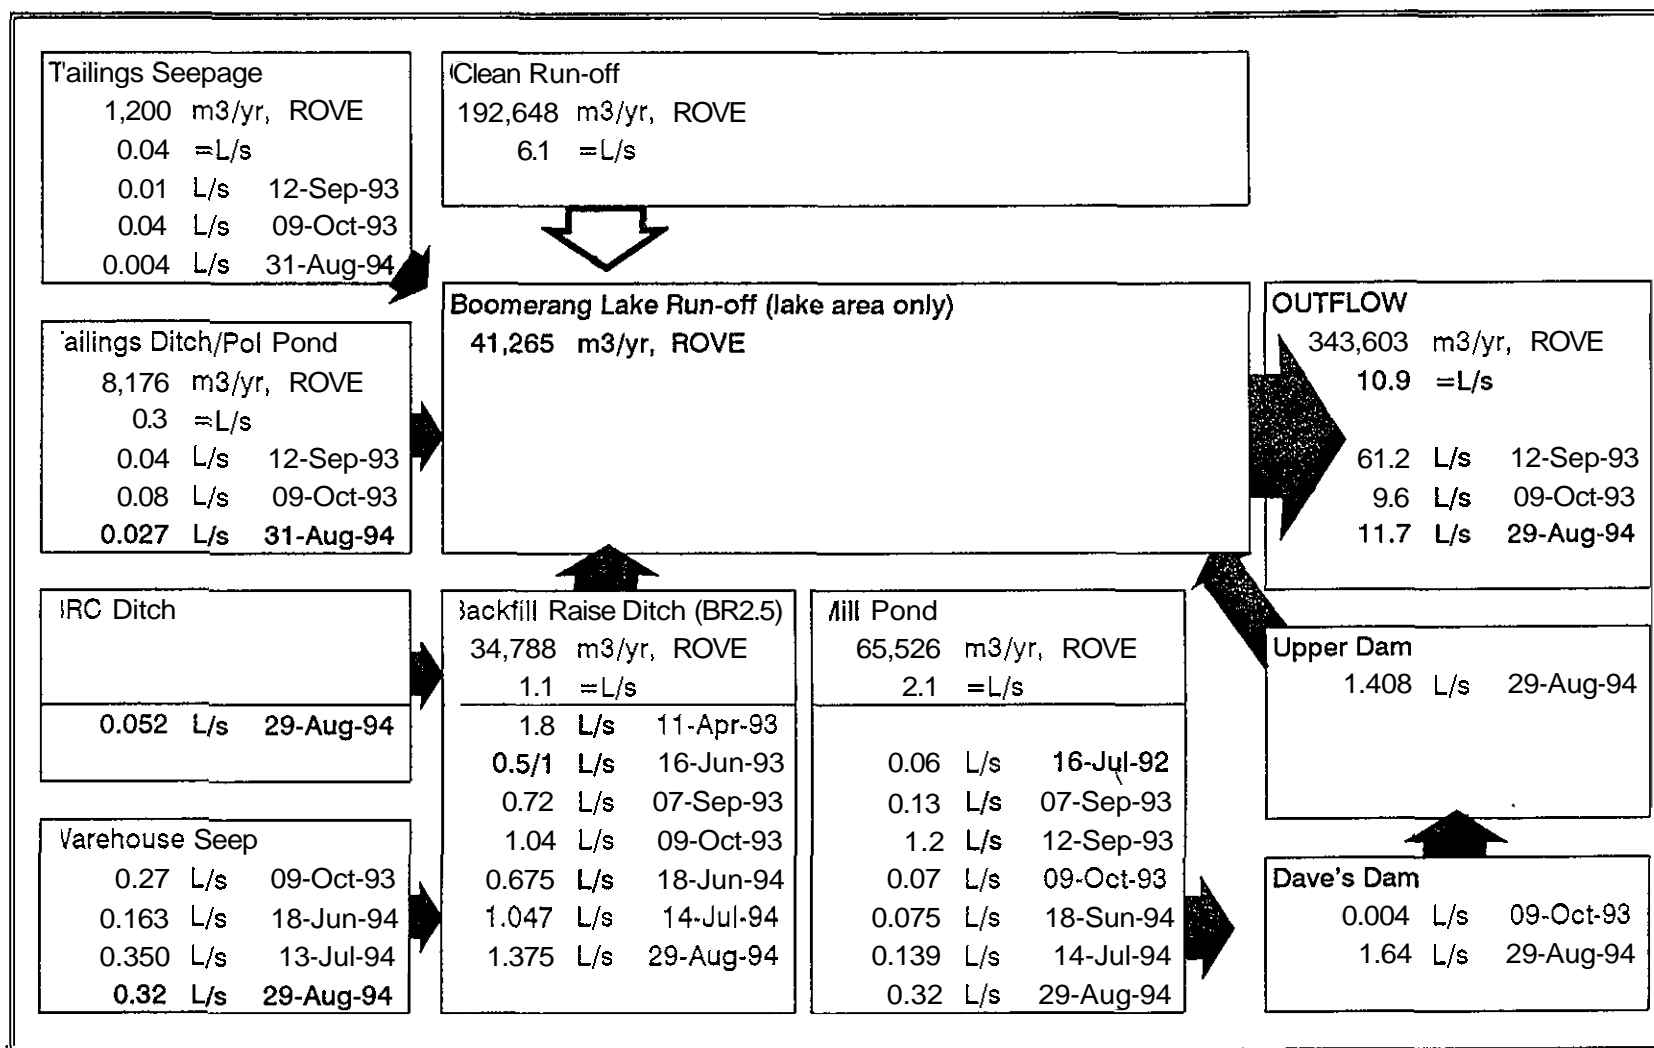 Tailings Seepage
1,200 m3/yr, ROVE
0.04 =L/s
0.01 L/s 12-Sep-93
0.04 L/s 09-Oct-93
0.004 L/s 31-Aug-94
Clean Run-off
192,648 m3/yr, ROVE
6.1 =L/s
Boomerang Lake Run-off (lake area only)
41,265 m3/yr, ROVE
OUTFLOW
343,603 m3/yr, ROVE
10.9 =L/s
61.2 L/s 12-Sep-93
9.6 L/s 09-Oct-93
11.7 L/s 29-Aug-94
ailings Ditch/Pol Pond
8,176 m3/yr, ROVE
0.3 =L/s
0.04 L/s 12-Sep-93
0.08 L/s 09-Oct-93
0.027 L/s 31-Aug-94
RC Ditch
0.052 L/s 29-Aug-94
Backfill Raise Ditch (BR2.5)
34,788 m3/yr, ROVE
1.1 =L/s
1.8 L/s 11-Apr-93
0.5/1 L/s 16-Jun-93
0.72 L/s 07-Sep-93
1.04 L/s 09-Oct-93
0.675 L/s 18-Jun-94
1.047 L/s 14-Jul-94
1.375 L/s 29-Aug-94
Mill Pond
65,526 m3/yr, ROVE
2.1 =L/s
0.06 L/s 16-Jul-92
0.13 L/s 07-Sep-93
1.2 L/s 12-Sep-93
0.07 L/s 09-Oct-93
0.075 L/s 18-Sun-94
0.139 L/s 14-Jul-94
0.32 L/s 29-Aug-94
Upper Dam
1.408 L/s 29-Aug-94
Warehouse Seep
0.27 L/s 09-Oct-93
0.163 L/s 18-Jun-94
0.350 L/s 13-Jul-94
0.32 L/s 29-Aug-94
Dave's Dam
0.004 L/s 09-Oct-93
1.64 L/s 29-Aug-94